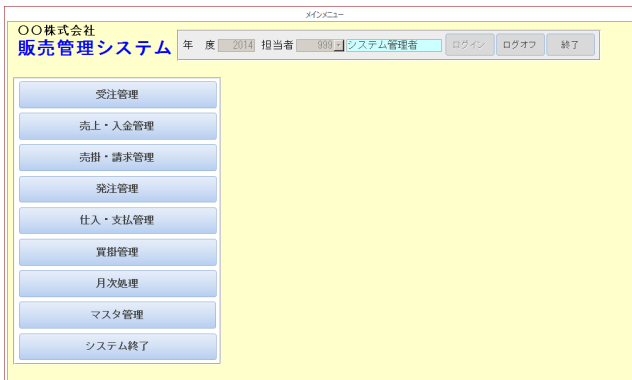 メインメニュー
〇〇株式会社
販売管理システム
年 度 2014 担当者 999 システム管理者 ログイン ログオフ 終了
受注管理
売上・入金管理
売掛・請求管理
発注管理
仕入・支払管理
買掛管理
月次処理
マスタ管理
システム終了